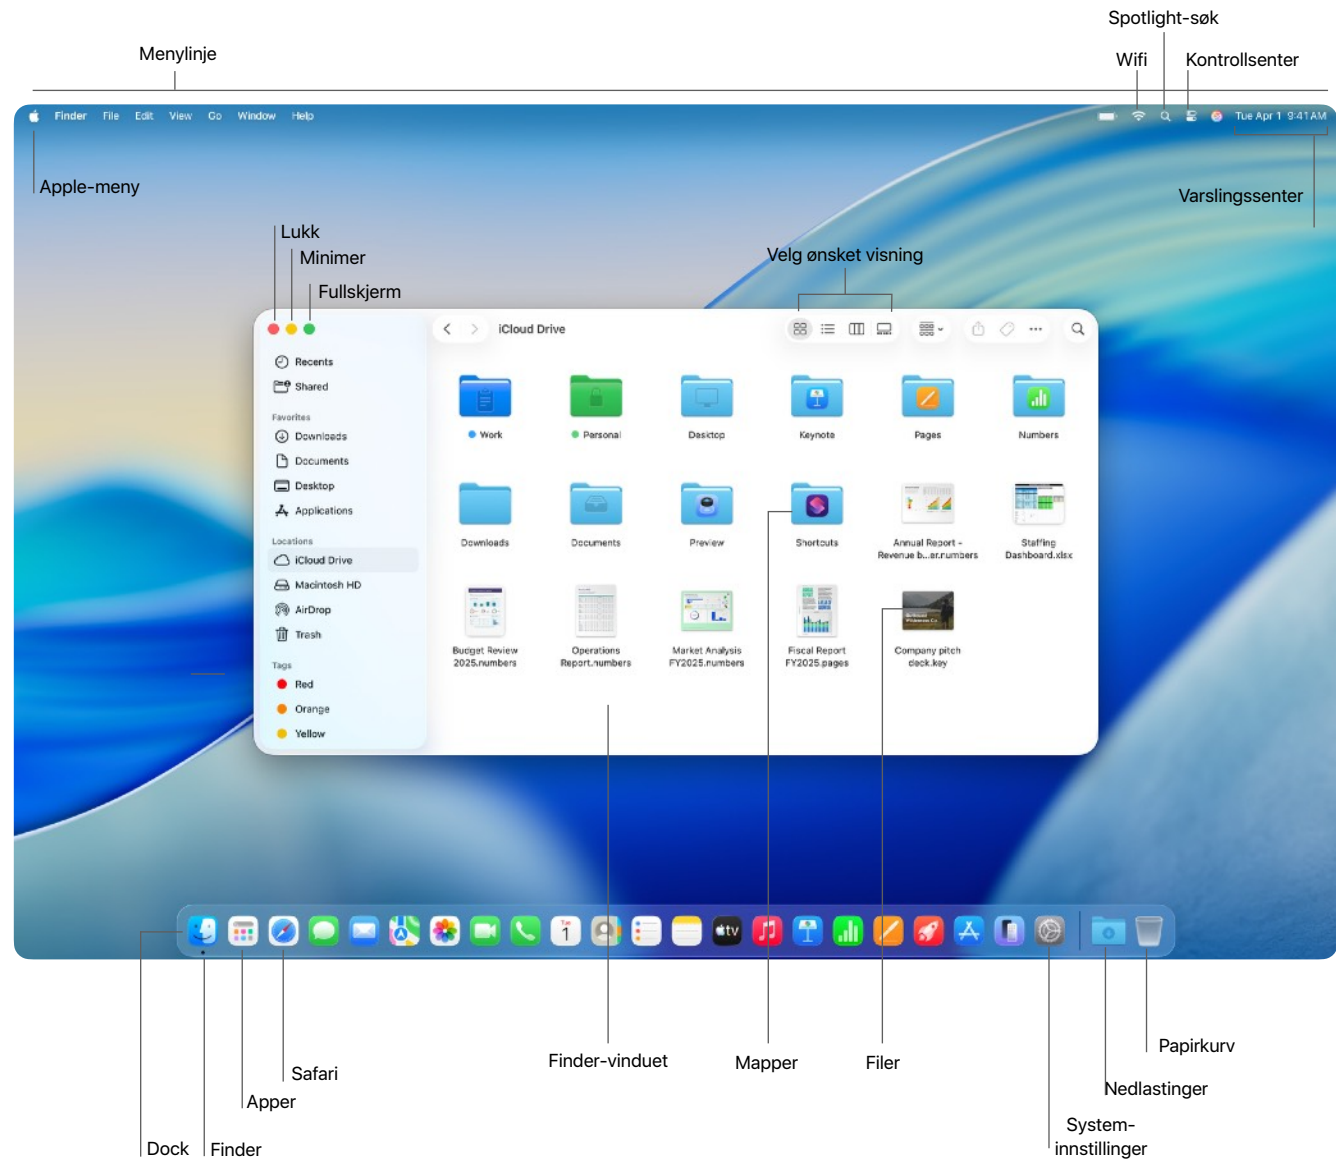 Spotlight-søk
Menylinje
Wifi
Kontrollsenter
Finder File Edit View Go Window Help
Tue Apr 1 9:41 AM
Apple-meny
Varslingssenter
Lukk
Minimer
Fullskjerm
Velg ønsket visning
iCloud Drive
Recents
Shared
Favorites
Downloads
Documents
Desktop
Applications
Locations
iCloud Drive
Macintosh HD
AirDrop
Trash
Tags
Red
Orange
Yellow
Work
Personal
Desktop
Keynote
Pages
Numbers
Downloads
Documents
Preview
Shortcuts
Annual Report -
Revenue b...er.numbers
Staffing
Dashboard.xlsx
Budget Review
2025.numbers
Operations
Report.numbers
Market Analysis
FY2025.numbers
Fiscal Report
FY2025.pages
Company pitch
deck.key
Tue
1
tv
Finder-vinduet
Mapper
Filer
Papirkurv
Safari
Apper
Nedlastinger
Dock
Finder
System-
innstillinger